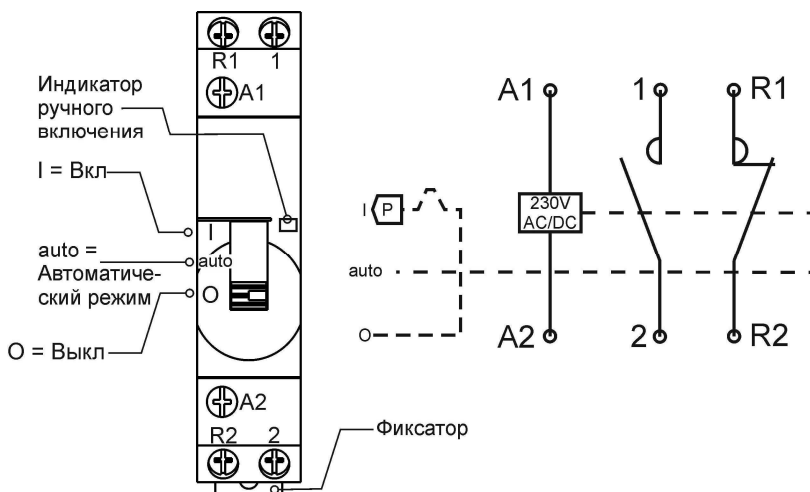 R1 1
A1
Индикатор
ручного
включения
I = Вкл
I
auto =
Автоматиче-
ский режим
auto
O
O = Выкл
A2
R2 2
Фиксатор
A1 1 R1
I P
230V
AC/DC
auto
O
A2 2 R2